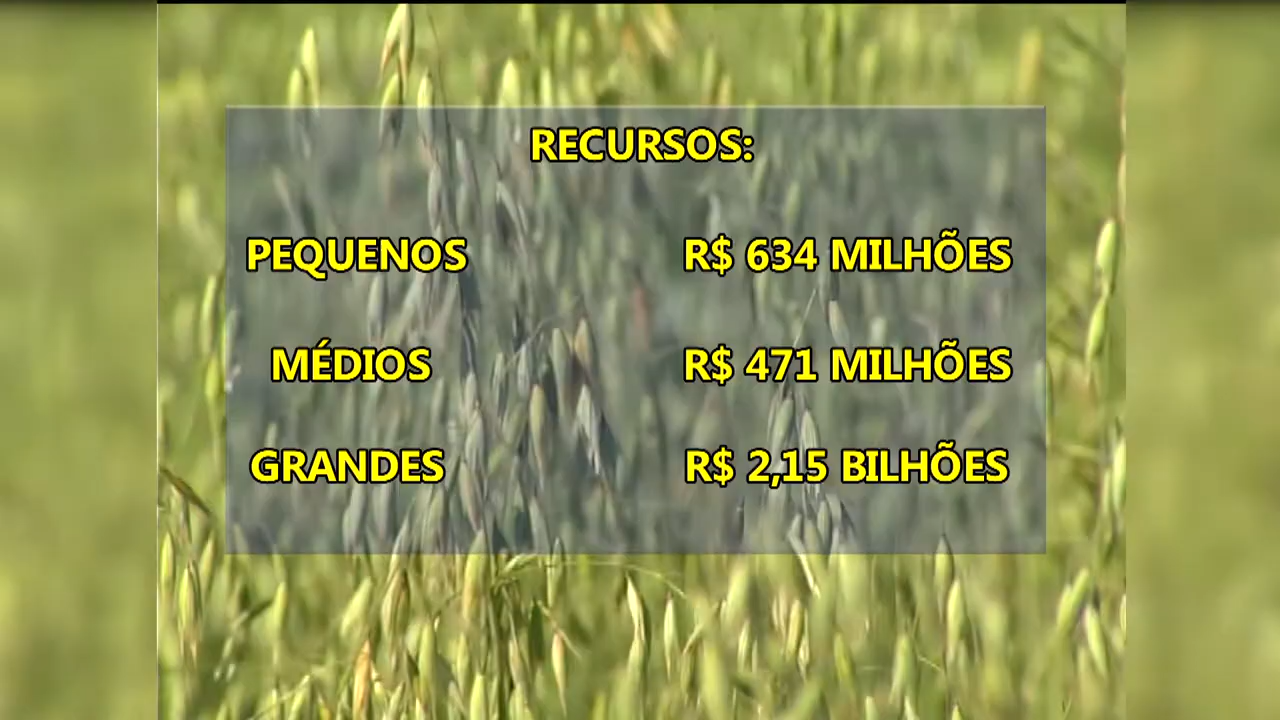 RECURSOS:
PEQUENOS R$ 634 MILHÕES
MÉDIOS R$ 471 MILHÕES
GRANDES R$ 2,15 BILHÕES